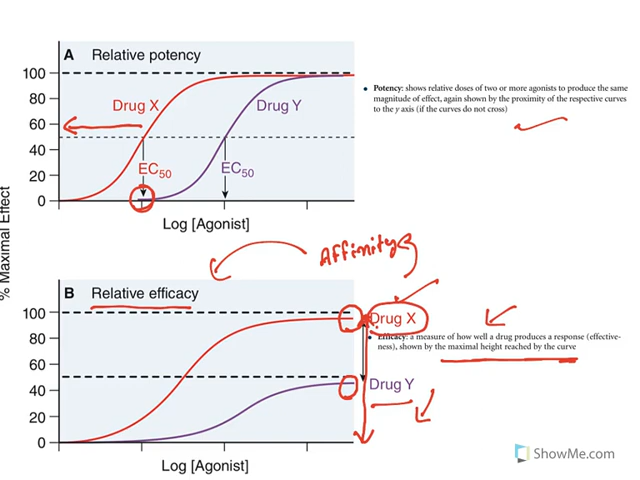 A Relative potency
100
80
60
40
20
0
Drug X
Drug Y
EC50
EC50
Log [Agonist]
• Potency: shows relative doses of two or more agonists to produce the same
magnitude of effect, again shown by the proximity of the respective curves
to the y axis (if the curves do not cross)
% Maximal Effect
Affinity
B Relative efficacy
100
80
60
40
20
0
Drug X
Drug Y
Log [Agonist]
• Efficacy: a measure of how well a drug produces a response (effective-
ness), shown by the maximal height reached by the curve
ShowMe.com